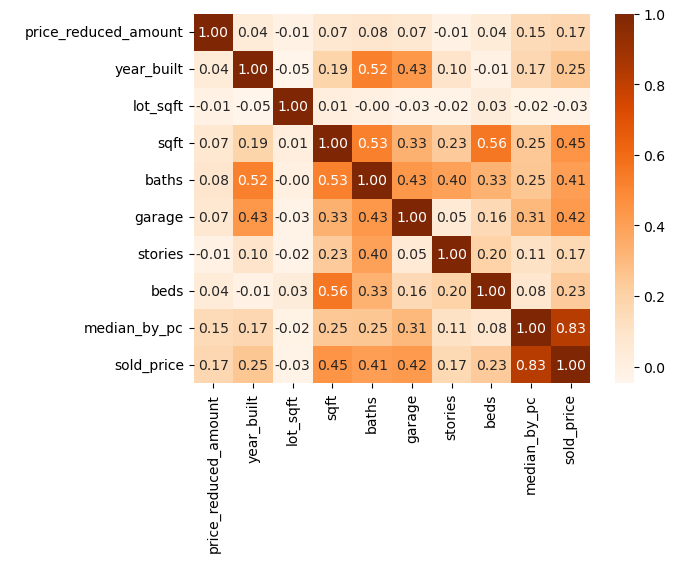 price_reduced_amount 1.00 0.04 -0.01 0.07 0.08 0.07 -0.01 0.04 0.15 0.17
year_built 0.04 1.00 -0.05 0.19 0.52 0.43 0.10 -0.01 0.17 0.25
lot_sqft -0.01 -0.05 1.00 0.01 -0.00 -0.03 -0.02 0.03 -0.02 -0.03
sqft 0.07 0.19 0.01 1.00 0.53 0.33 0.23 0.56 0.25 0.45
baths 0.08 0.52 -0.00 0.53 1.00 0.43 0.40 0.33 0.25 0.41
garage 0.07 0.43 -0.03 0.33 0.43 1.00 0.05 0.16 0.31 0.42
stories -0.01 0.10 -0.02 0.23 0.40 0.05 1.00 0.20 0.11 0.17
beds 0.04 -0.01 0.03 0.56 0.33 0.16 0.20 1.00 0.08 0.23
median_by_pc 0.15 0.17 -0.02 0.25 0.25 0.31 0.11 0.08 1.00 0.83
sold_price 0.17 0.25 -0.03 0.45 0.41 0.42 0.17 0.23 0.83 1.00
price_reduced_amount
year_built
lot_sqft
sqft
baths
garage
stories
beds
median_by_pc
sold_price
1.0
0.8
0.6
0.4
0.2
0.0